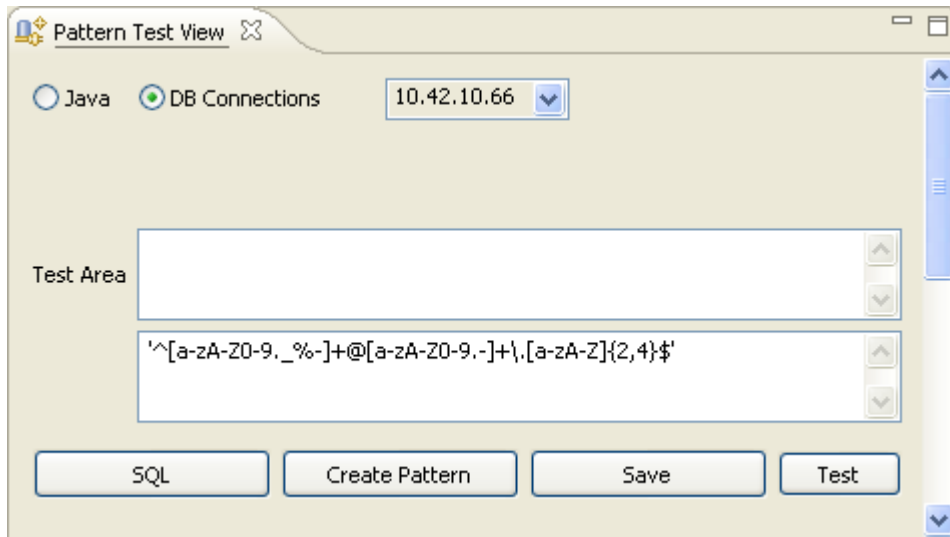 Pattern Test View
Java DB Connections 10.42.10.66
Test Area
'^[a-zA-Z0-9._%-]+@[a-zA-Z0-9.-]+\.[a-zA-Z]{2,4}$'
SQL Create Pattern Save Test